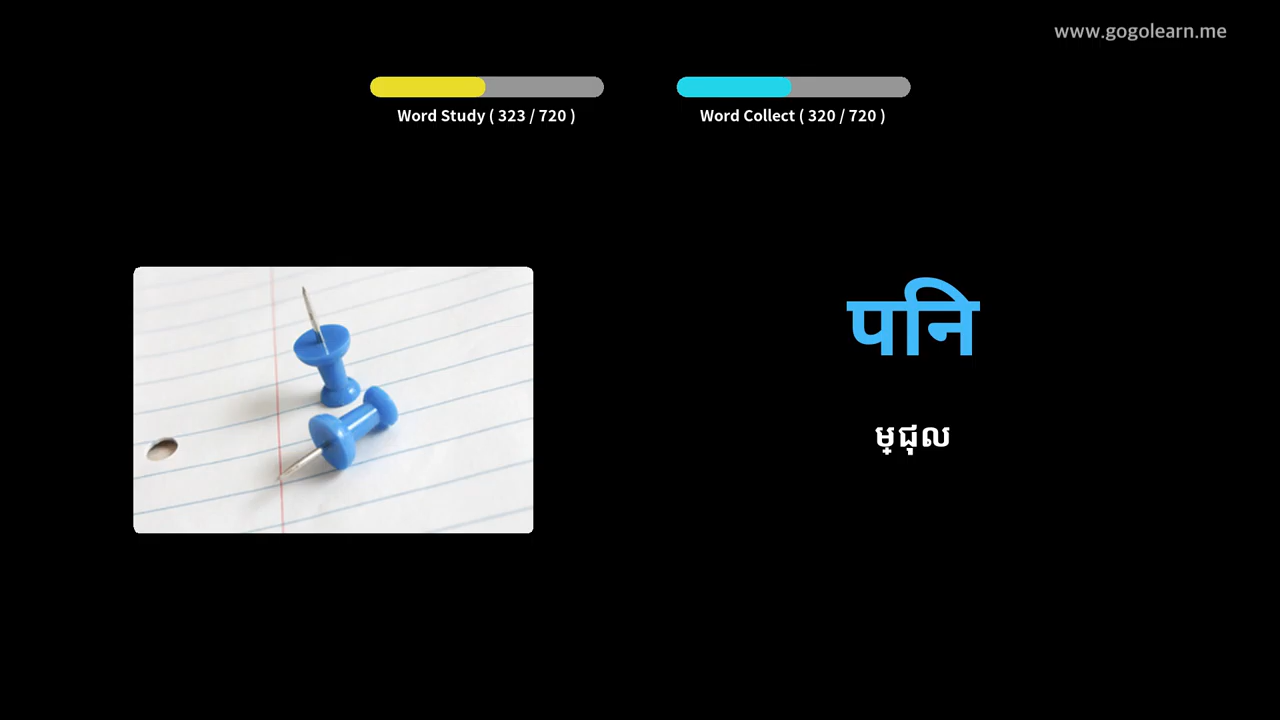 www.gogolearn.me
Word Study ( 323 / 720 )
Word Collect ( 320 / 720 )
पनि
ម្ជុល